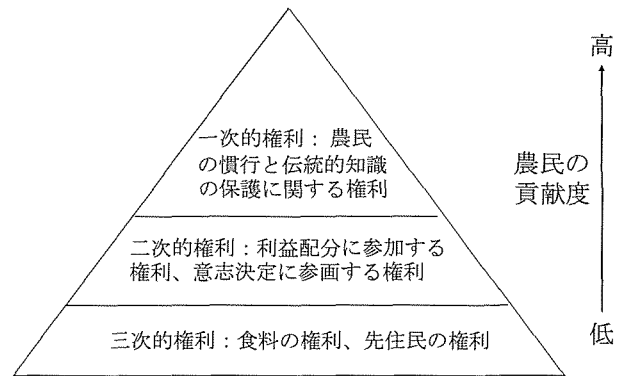 高
一次的権利：農民
の慣行と伝統的知識
の保護に関する権利
農民の
貢献度
二次的権利：利益配分に参加する
権利、意志決定に参画する権利
低
三次的権利：食料の権利、先住民の権利